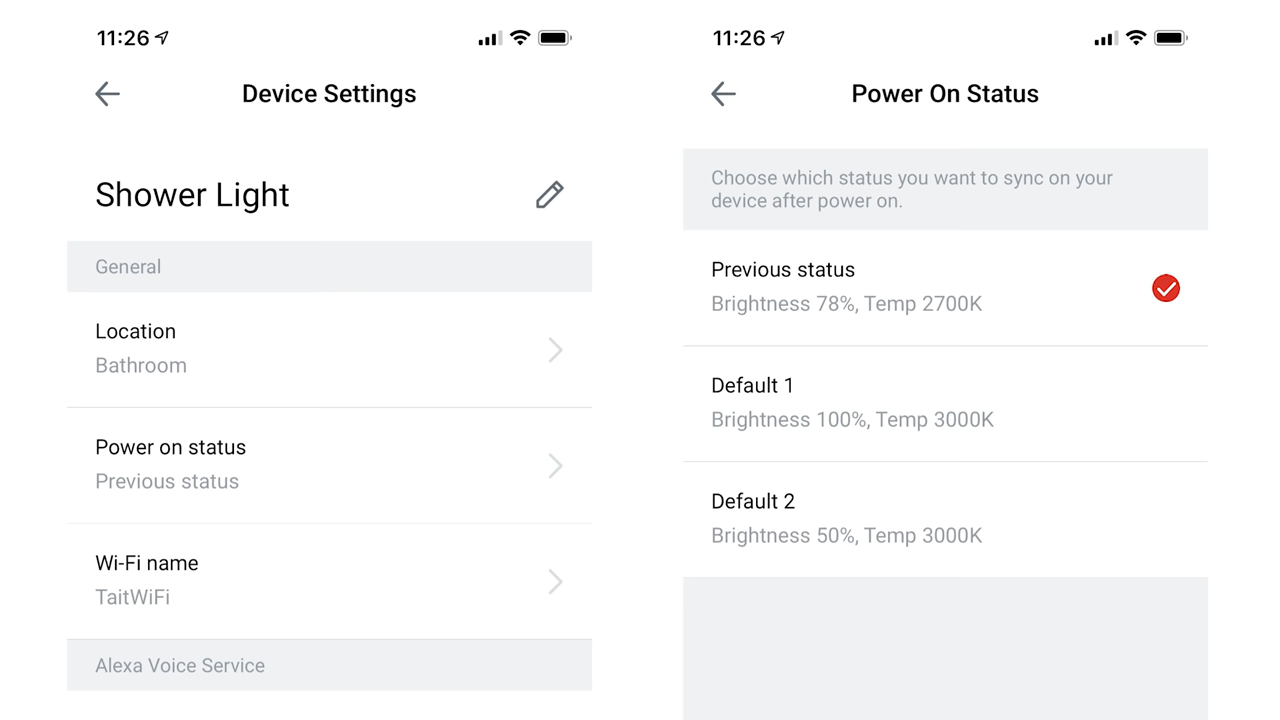 11:26
Device Settings
Shower Light
General
Location
Bathroom
Power on status
Previous status
Wi-Fi name
TaitWiFi
Alexa Voice Service
11:26
Power On Status
Choose which status you want to sync on your
device after power on.
Previous status
Brightness 78%, Temp 2700K
Default 1
Brightness 100%, Temp 3000K
Default 2
Brightness 50%, Temp 3000K